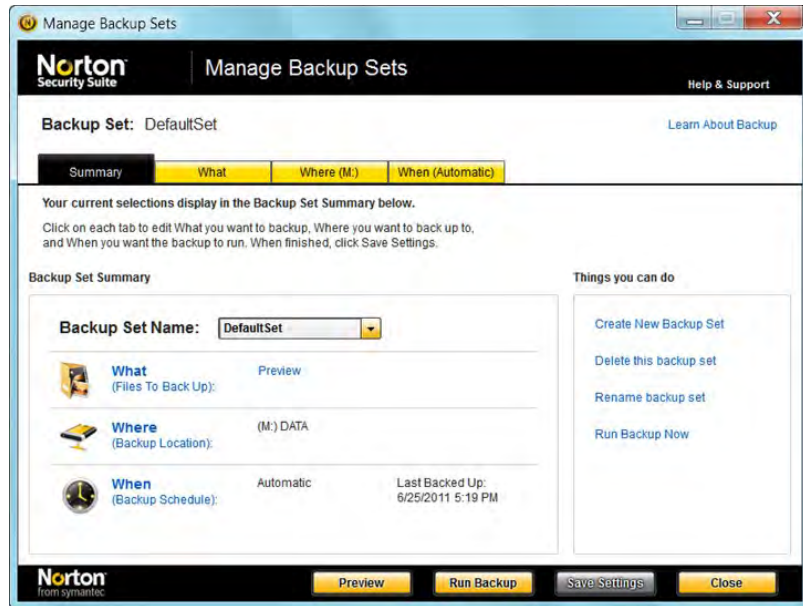 Manage Backup Sets
Norton
Security Suite
Manage Backup Sets
Help & Support
Backup Set: DefaultSet
Learn About Backup
Summary
What
Where (M:)
When (Automatic)
Your current selections display in the Backup Set Summary below.
Click on each tab to edit What you want to backup, Where you want to back up to,
and When you want the backup to run. When finished, click Save Settings.
Backup Set Summary
Things you can do
Backup Set Name: DefaultSet
Create New Backup Set
Delete this backup set
Rename backup set
Run Backup Now
What
(Files To Back Up):
Preview
Where
(Backup Location):
(M:) DATA
When
(Backup Schedule):
Automatic
Last Backed Up:
6/25/2011 5:19 PM
Norton
from symantec
Preview
Run Backup
Save Settings
Close